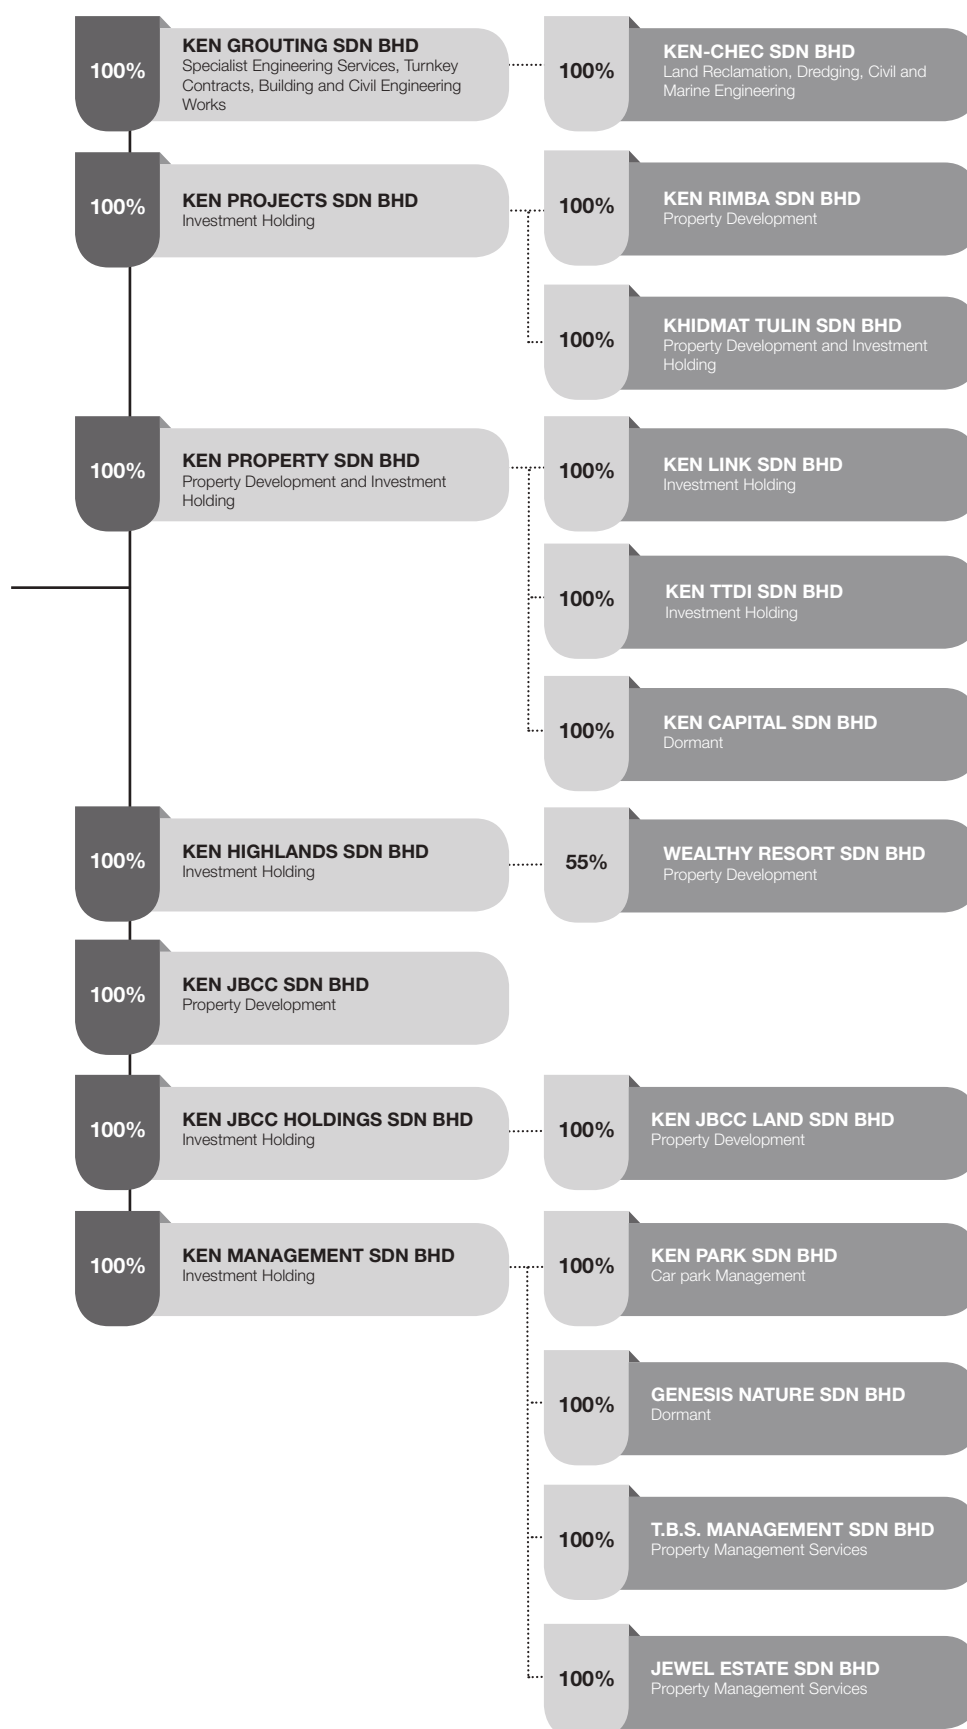 100%
KEN GROUTING SDN BHD
Specialist Engineering Services, Turnkey
Contracts, Building and Civil Engineering
Works
100%
KEN-CHEC SDN BHD
Land Reclamation, Dredging, Civil and
Marine Engineering
100%
KEN PROJECTS SDN BHD
Investment Holding
100%
KEN RIMBA SDN BHD
Property Development
100%
KHIDMAT TULIN SDN BHD
Property Development and Investment
Holding
100%
KEN PROPERTY SDN BHD
Property Development and Investment
Holding
100%
KEN LINK SDN BHD
Investment Holding
100%
KEN TTDI SDN BHD
Investment Holding
100%
KEN CAPITAL SDN BHD
Dormant
100%
KEN HIGHLANDS SDN BHD
Investment Holding
55%
WEALTHY RESORT SDN BHD
Property Development
100%
KEN JBCC SDN BHD
Property Development
100%
KEN JBCC HOLDINGS SDN BHD
Investment Holding
100%
KEN JBCC LAND SDN BHD
Property Development
100%
KEN MANAGEMENT SDN BHD
Investment Holding
100%
KEN PARK SDN BHD
Car park Management
100%
GENESIS NATURE SDN BHD
Dormant
100%
T.B.S. MANAGEMENT SDN BHD
Property Management Services
100%
JEWEL ESTATE SDN BHD
Property Management Services